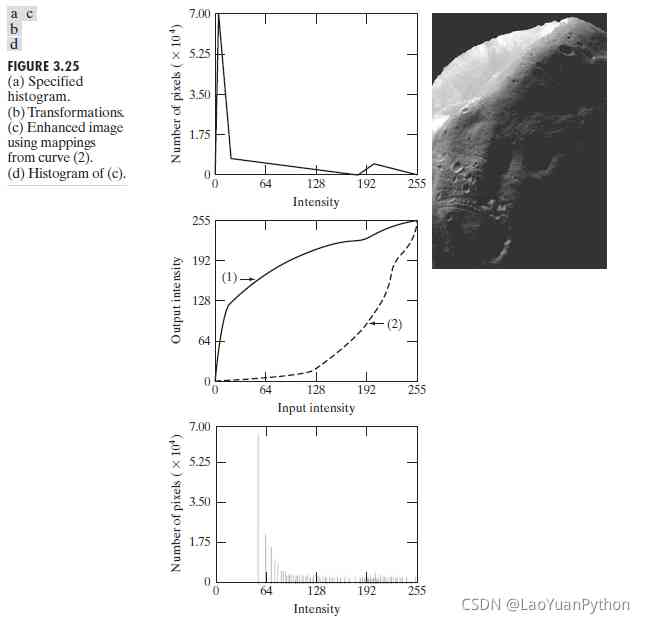 a c
b
d
FIGURE 3.25
(a) Specified
histogram.
(b) Transformations.
(c) Enhanced image
using mappings
from curve (2).
(d) Histogram of (c).
7.00
5.25
3.50
1.75
0
Number of pixels ( × 10⁴)
0 64 128 192 255
Intensity
255
192
128
64
0
Output intensity
(1)
(2)
0 64 128 192 255
Input intensity
7.00
5.25
3.50
1.75
0
Number of pixels ( × 10⁴)
0 64 128 192 255
Intensity
CSDN @LaoYuanPython